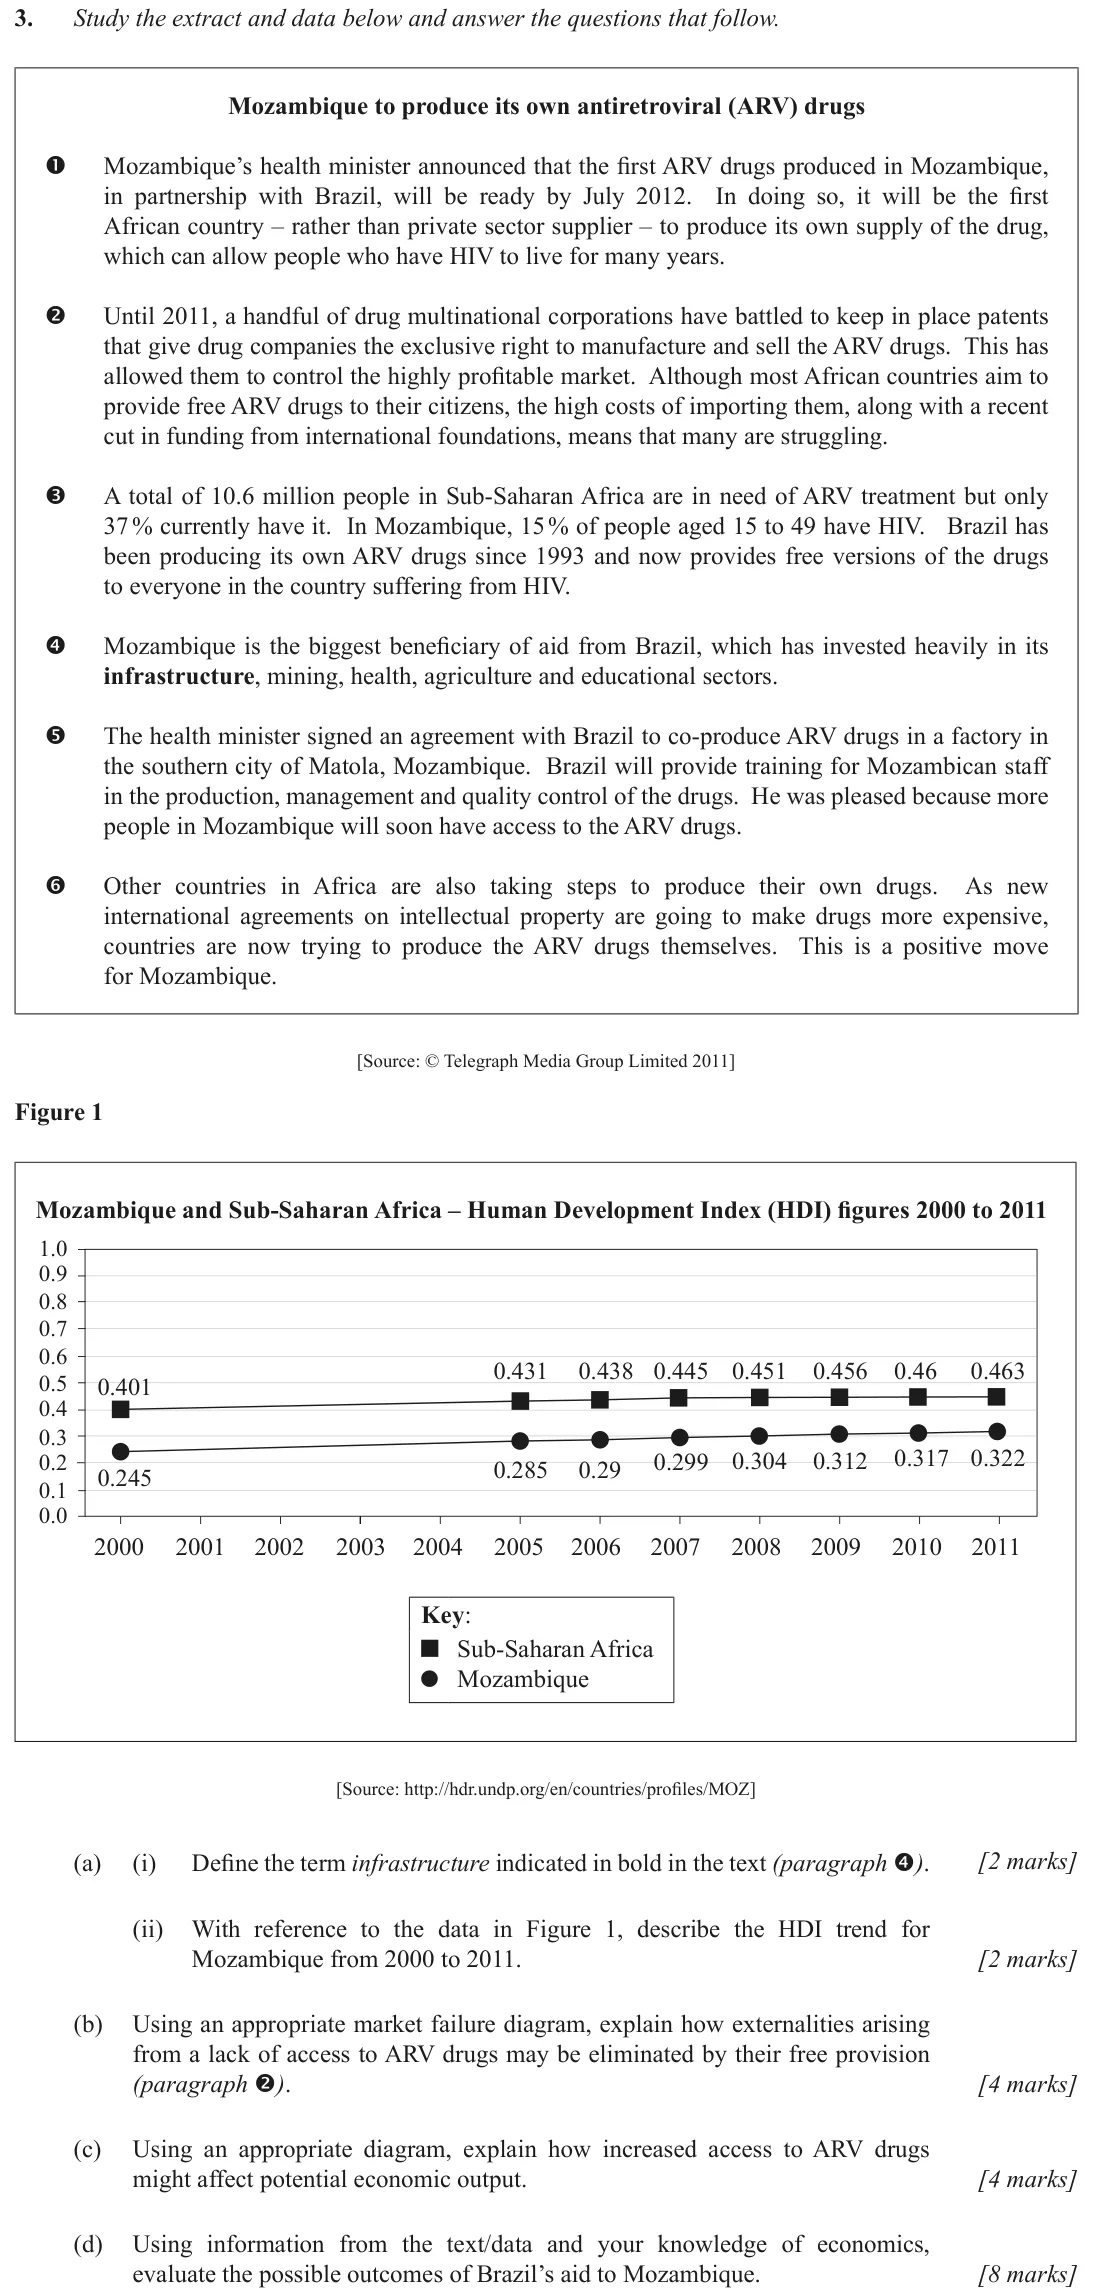 3. Study the extract and data below and answer the questions that follow.
Mozambique to produce its own antiretroviral (ARV) drugs
❶ Mozambique’s health minister announced that the first ARV drugs produced in Mozambique,
in partnership with Brazil, will be ready by July 2012. In doing so, it will be the first
African country – rather than private sector supplier – to produce its own supply of the drug,
which can allow people who have HIV to live for many years.
❷ Until 2011, a handful of drug multinational corporations have battled to keep in place patents
that give drug companies the exclusive right to manufacture and sell the ARV drugs. This has
allowed them to control the highly profitable market. Although most African countries aim to
provide free ARV drugs to their citizens, the high costs of importing them, along with a recent
cut in funding from international foundations, means that many are struggling.
❸ A total of 10.6 million people in Sub-Saharan Africa are in need of ARV treatment but only
37 % currently have it. In Mozambique, 15 % of people aged 15 to 49 have HIV. Brazil has
been producing its own ARV drugs since 1993 and now provides free versions of the drugs
to everyone in the country suffering from HIV.
❹ Mozambique is the biggest beneficiary of aid from Brazil, which has invested heavily in its
infrastructure, mining, health, agriculture and educational sectors.
❺ The health minister signed an agreement with Brazil to co-produce ARV drugs in a factory in
the southern city of Matola, Mozambique. Brazil will provide training for Mozambican staff
in the production, management and quality control of the drugs. He was pleased because more
people in Mozambique will soon have access to the ARV drugs.
❻ Other countries in Africa are also taking steps to produce their own drugs. As new
international agreements on intellectual property are going to make drugs more expensive,
countries are now trying to produce the ARV drugs themselves. This is a positive move
for Mozambique.
[Source: © Telegraph Media Group Limited 2011]
Figure 1
Mozambique and Sub-Saharan Africa – Human Development Index (HDI) figures 2000 to 2011
1.0
0.9
0.8
0.7
0.6
0.5
0.4
0.3
0.2
0.1
0.0
0.401 0.431 0.438 0.445 0.451 0.456 0.46 0.463
0.245 0.285 0.29 0.299 0.304 0.312 0.317 0.322
2000 2001 2002 2003 2004 2005 2006 2007 2008 2009 2010 2011
Key:
Sub-Saharan Africa
Mozambique
[Source: http://hdr.undp.org/en/countries/profiles/MOZ]
(a) (i) Define the term infrastructure indicated in bold in the text (paragraph ❹). [2 marks]
(ii) With reference to the data in Figure 1, describe the HDI trend for
Mozambique from 2000 to 2011. [2 marks]
(b) Using an appropriate market failure diagram, explain how externalities arising
from a lack of access to ARV drugs may be eliminated by their free provision
(paragraph ❷). [4 marks]
(c) Using an appropriate diagram, explain how increased access to ARV drugs
might affect potential economic output. [4 marks]
(d) Using information from the text/data and your knowledge of economics,
evaluate the possible outcomes of Brazil’s aid to Mozambique. [8 marks]